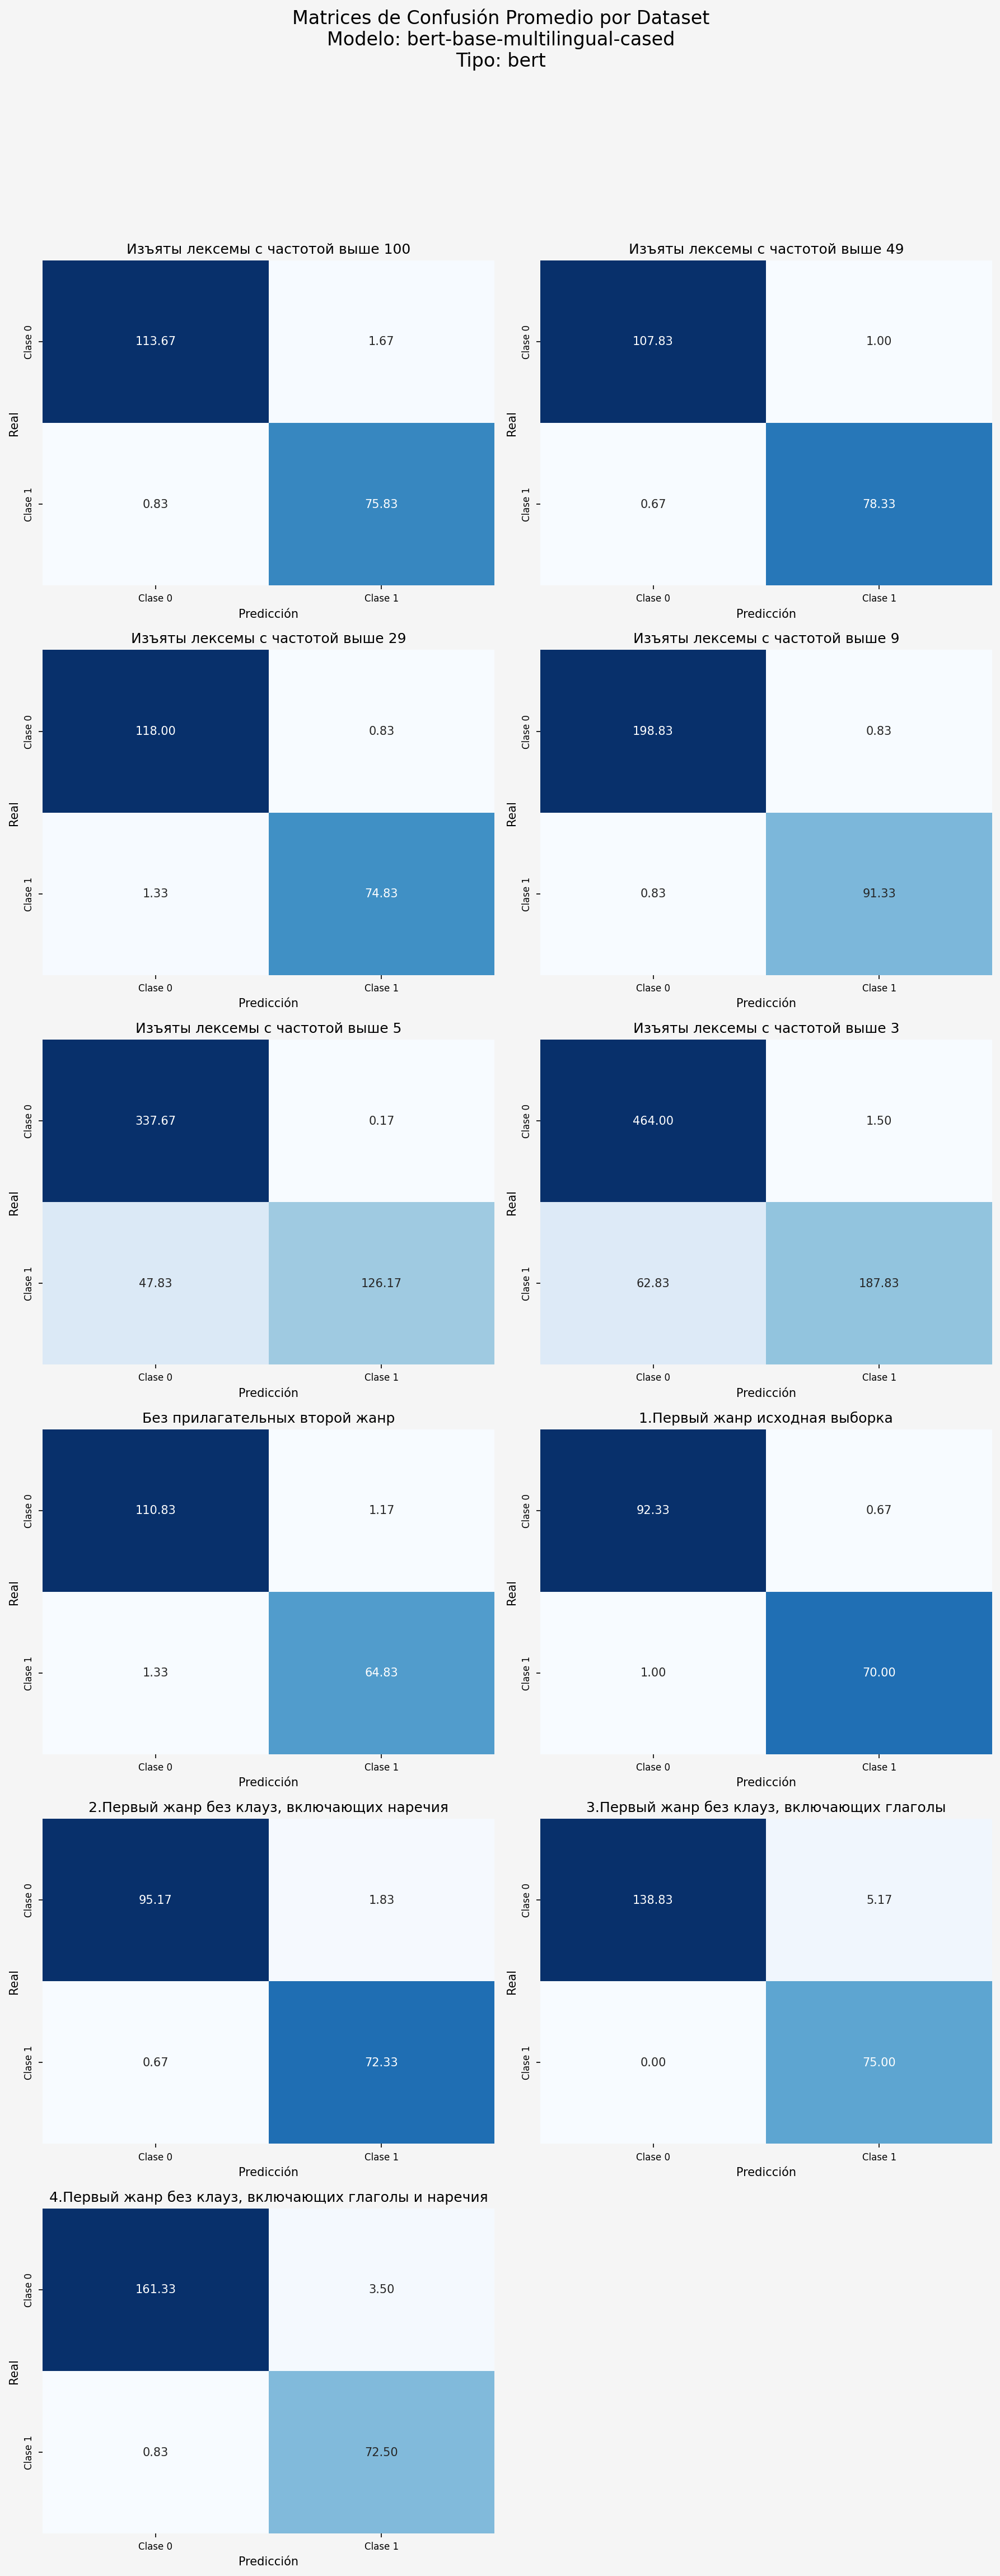 Matrices de Confusión Promedio por Dataset
Modelo: bert-base-multilingual-cased
Tipo: bert
Изъяты лексемы с частотой выше 100
Clase 0
113.67
1.67
Real
Clase 1
0.83
75.83
Clase 0
Clase 1
Predicción
Изъяты лексемы с частотой выше 49
Clase 0
107.83
1.00
Real
Clase 1
0.67
78.33
Clase 0
Clase 1
Predicción
Изъяты лексемы с частотой выше 29
Clase 0
118.00
0.83
Real
Clase 1
1.33
74.83
Clase 0
Clase 1
Predicción
Изъяты лексемы с частотой выше 9
Clase 0
198.83
0.83
Real
Clase 1
0.83
91.33
Clase 0
Clase 1
Predicción
Изъяты лексемы с частотой выше 5
Clase 0
337.67
0.17
Real
Clase 1
47.83
126.17
Clase 0
Clase 1
Predicción
Изъяты лексемы с частотой выше 3
Clase 0
464.00
1.50
Real
Clase 1
62.83
187.83
Clase 0
Clase 1
Predicción
Без прилагательных второй жанр
Clase 0
110.83
1.17
Real
Clase 1
1.33
64.83
Clase 0
Clase 1
Predicción
1.Первый жанр исходная выборка
Clase 0
92.33
0.67
Real
Clase 1
1.00
70.00
Clase 0
Clase 1
Predicción
2.Первый жанр без клауз, включающих наречия
Clase 0
95.17
1.83
Real
Clase 1
0.67
72.33
Clase 0
Clase 1
Predicción
3.Первый жанр без клауз, включающих глаголы
Clase 0
138.83
5.17
Real
Clase 1
0.00
75.00
Clase 0
Clase 1
Predicción
4.Первый жанр без клауз, включающих глаголы и наречия
Clase 0
161.33
3.50
Real
Clase 1
0.83
72.50
Clase 0
Clase 1
Predicción